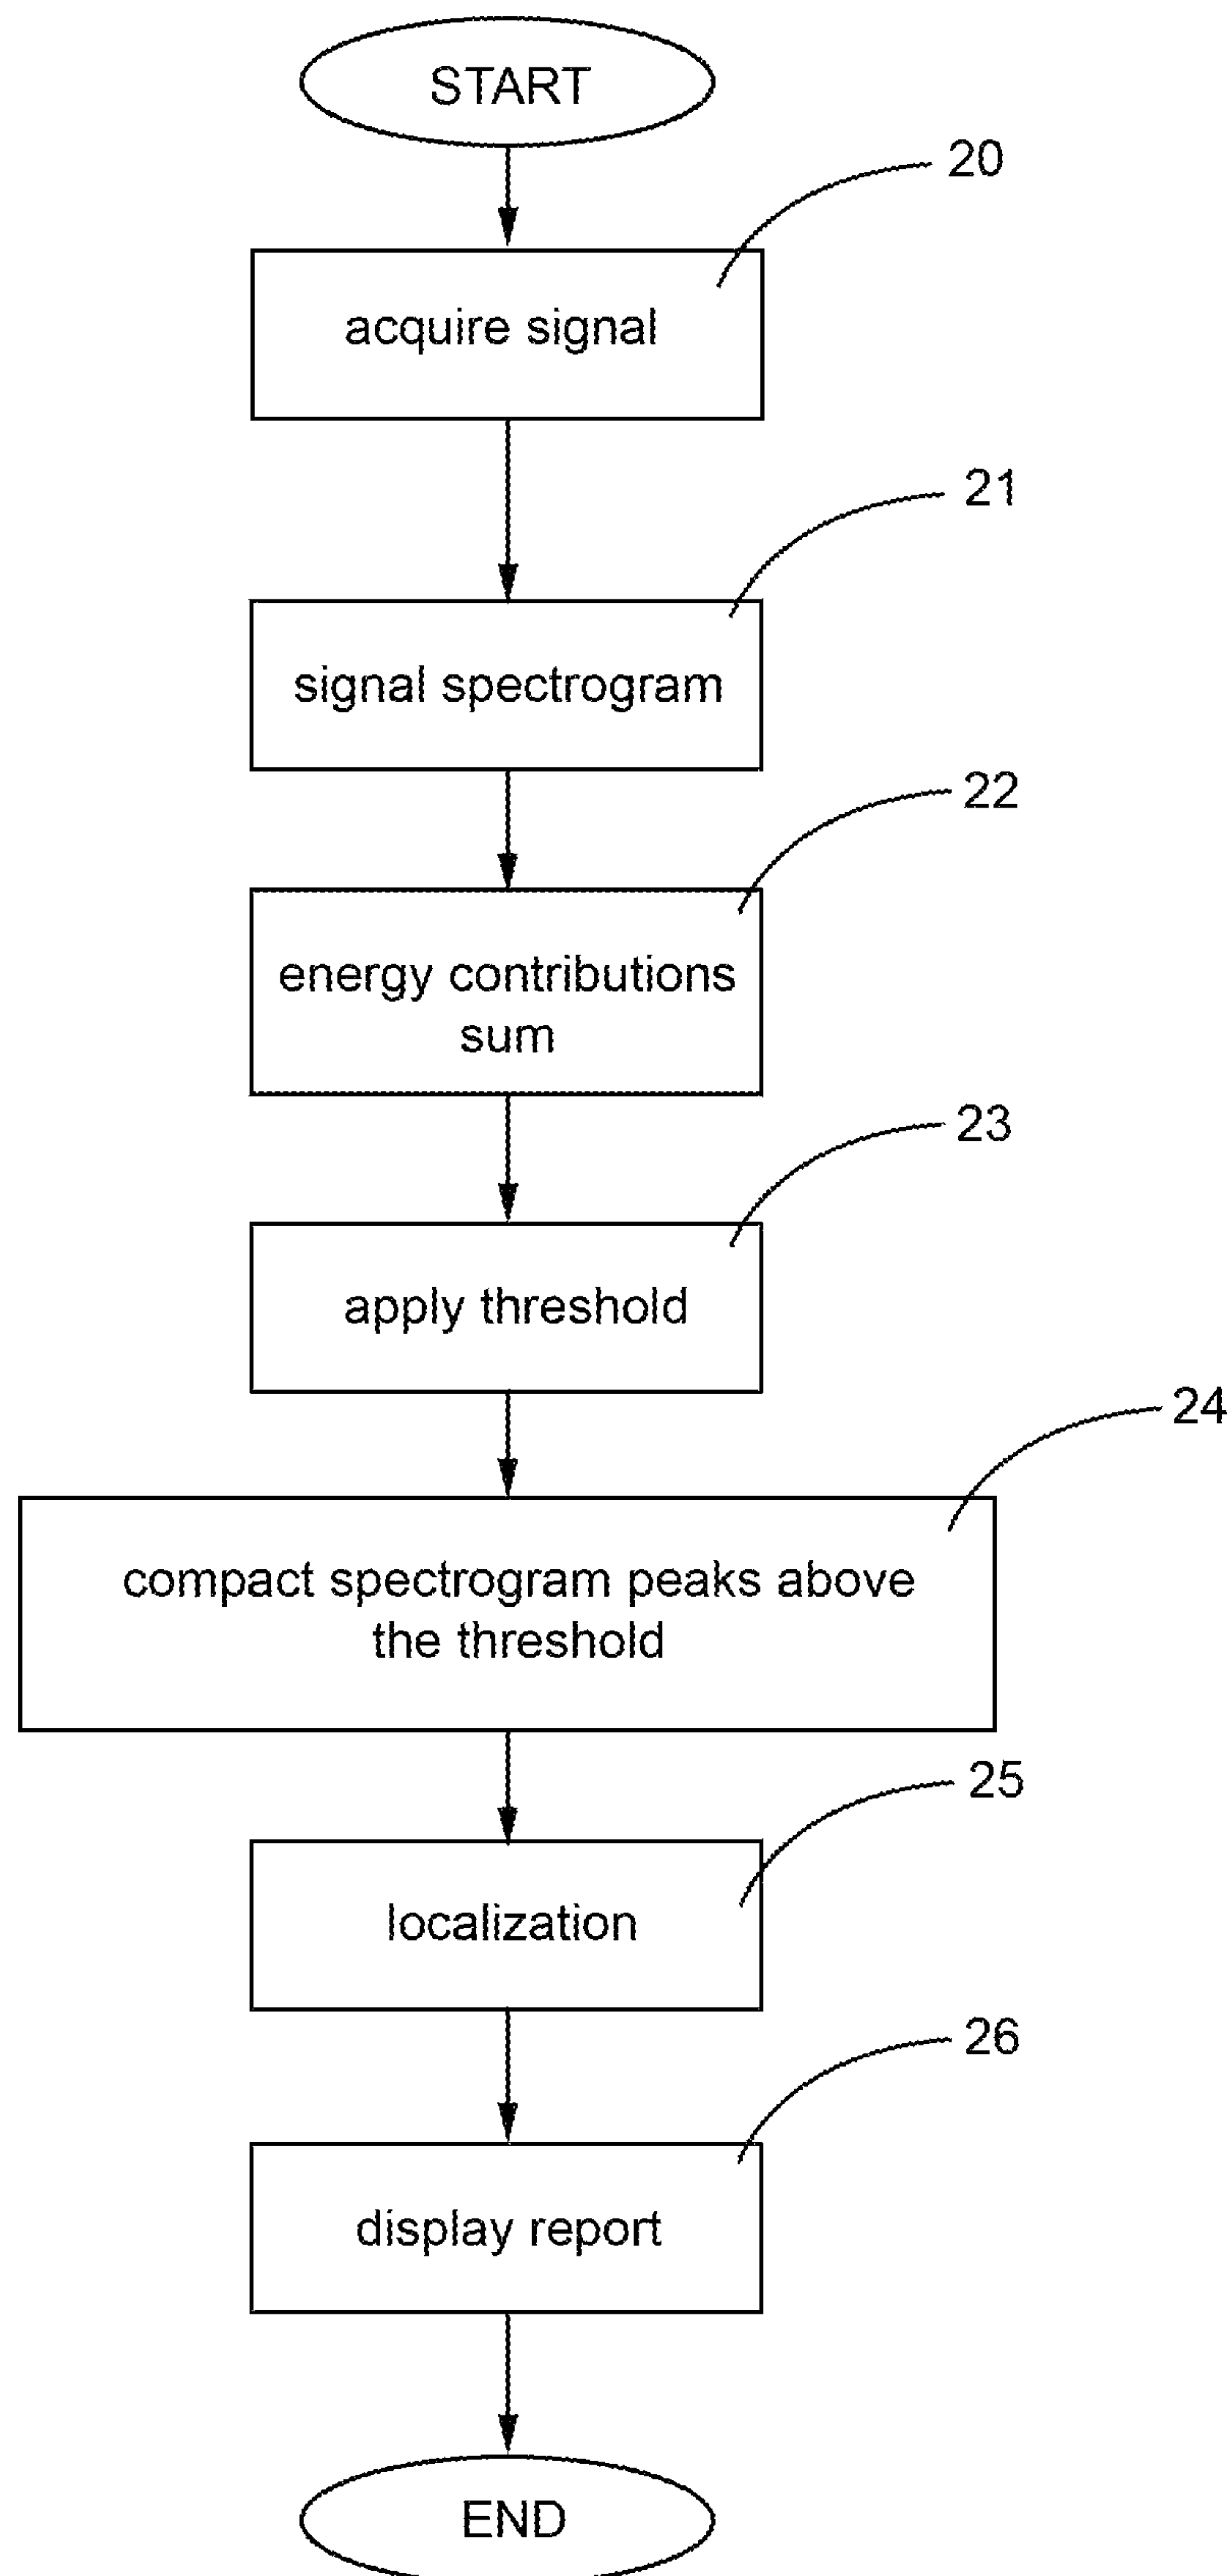 START
20
acquire signal
21
signal spectrogram
22
energy contributions
sum
23
apply threshold
24
compact spectrogram peaks above
the threshold
25
localization
26
display report
END